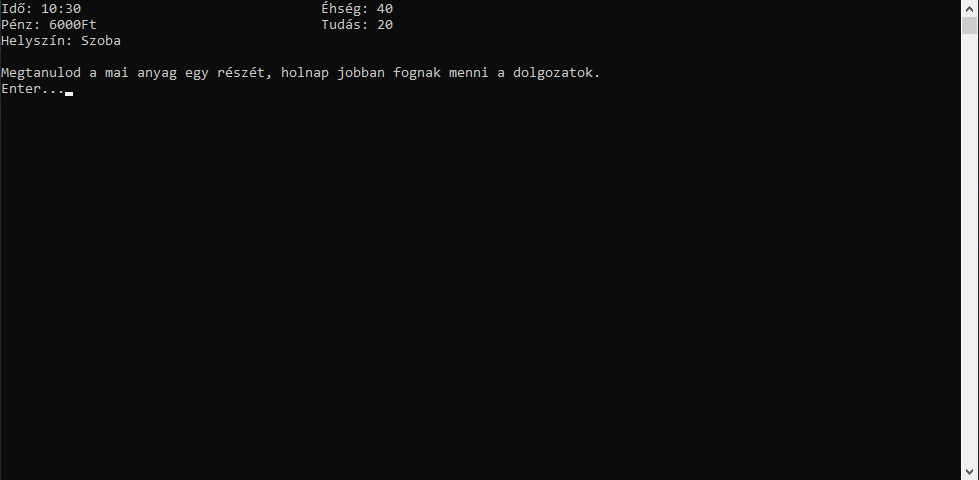 Idő: 10:30 Éhség: 40
Pénz: 6000Ft Tudás: 20
Helyszín: Szoba
Megtanulod a mai anyag egy részét, holnap jobban fognak menni a dolgozatok.
Enter...